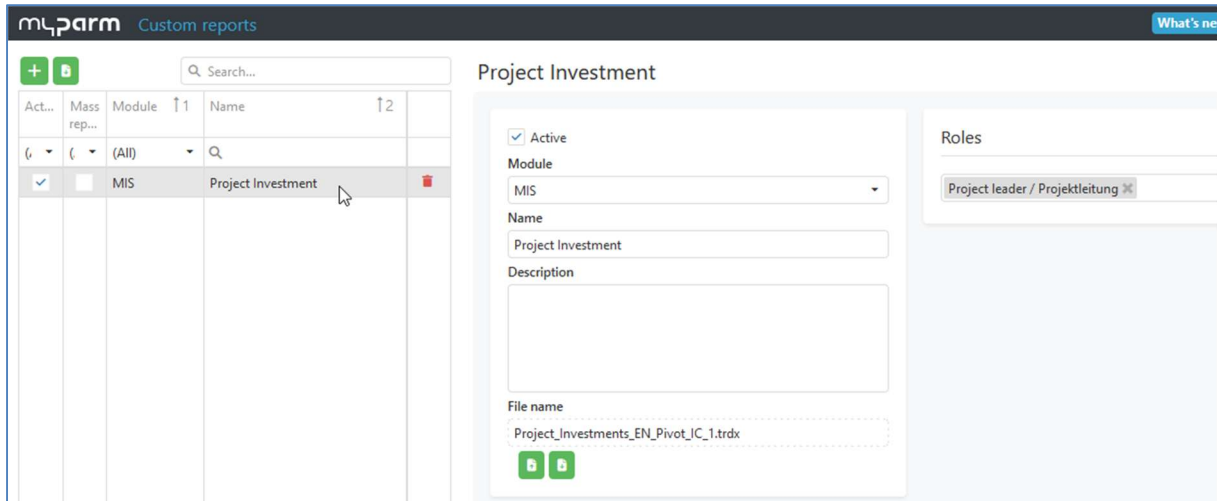 myparm Custom reports What's ne
Search...
Act... Mass rep... Module 1 Name 2
(All)
MIS Project Investment
Project Investment
Active
Module
MIS
Name
Project Investment
Description
File name
Project_Investments_EN_Pivot_IC_1.trdx
Roles
Project leader / Projektleitung